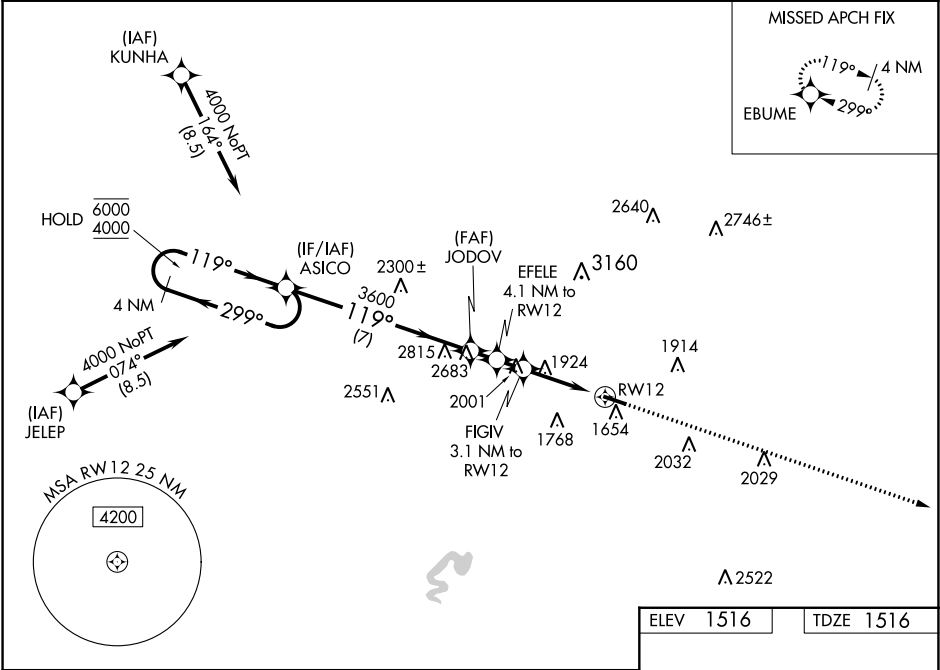 MISSED APCH FIX
119°
4 NM
EBUME
299°
(IAF)
KUNHA
4000 NoPT
164°
(8.5)
HOLD
6000
4000
119°
4 NM
299°
(IF/IAF)
ASICO
2300±
3600
119°
(7)
(FAF)
JODOV
EFELE
4.1 NM to
RW12
2640
2746±
3160
4000 NoPT
074°
(8.5)
(IAF)
JELEP
2815
2683
2551
2001
1924
FIGIV
3.1 NM to
RW12
1768
RW12
1654
1914
2032
2029
2522
MSA RW12 25 NM
4200
ELEV 1516
TDZE 1516